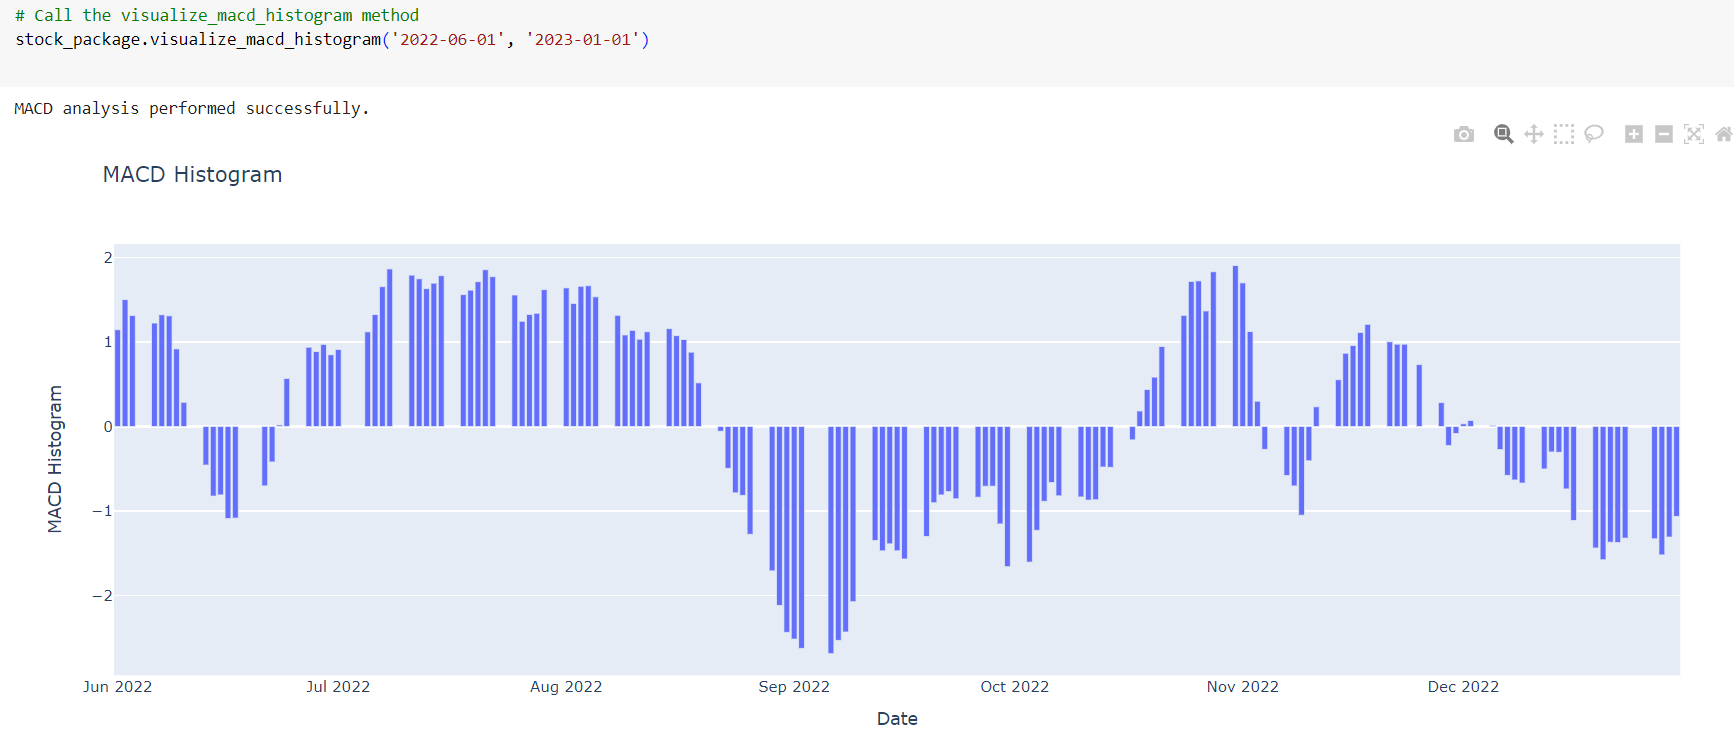 # Call the visualize_macd_histogram method
stock_package.visualize_macd_histogram('2022-06-01', '2023-01-01')
MACD analysis performed successfully.
MACD Histogram
2
1
0
−1
−2
MACD Histogram
Jun 2022 Jul 2022 Aug 2022 Sep 2022 Oct 2022 Nov 2022 Dec 2022
Date